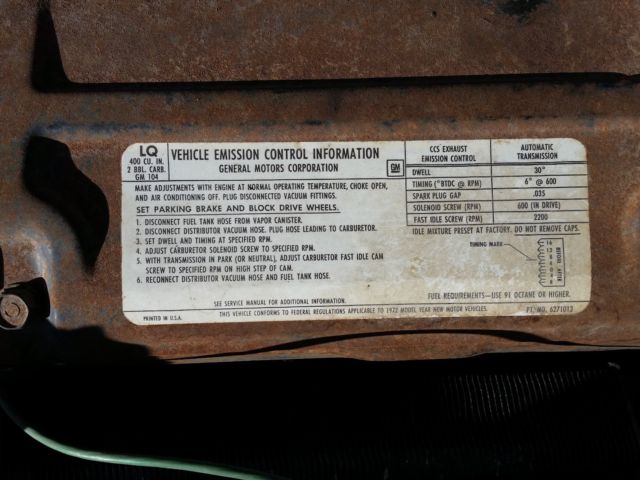 LQ
400 CU. IN.
2 BBL. CARB.
GM 104
VEHICLE EMISSION CONTROL INFORMATION
GENERAL MOTORS CORPORATION
GM
MAKE ADJUSTMENTS WITH ENGINE AT NORMAL OPERATING TEMPERATURE, CHOKE OPEN,
AND AIR CONDITIONING OFF. PLUG DISCONNECTED VACUUM FITTINGS.
SET PARKING BRAKE AND BLOCK DRIVE WHEELS.
1. DISCONNECT FUEL TANK HOSE FROM VAPOR CANISTER.
2. DISCONNECT DISTRIBUTOR VACUUM HOSE. PLUG HOSE LEADING TO CARBURETOR.
3. SET DWELL AND TIMING AT SPECIFIED RPM.
4. ADJUST CARBURETOR SOLENOID SCREW TO SPECIFIED RPM.
5. WITH TRANSMISSION IN PARK (OR NEUTRAL), ADJUST CARBURETOR FAST IDLE CAM
SCREW TO SPECIFIED RPM ON HIGH STEP OF CAM.
6. RECONNECT DISTRIBUTOR VACUUM HOSE AND FUEL TANK HOSE.
CCS EXHAUST EMISSION CONTROL AUTOMATIC TRANSMISSION
DWELL 30°
TIMING (°BTDC @ RPM) 6° @ 600
SPARK PLUG GAP .035
SOLENOID SCREW (RPM) 600 (IN DRIVE)
FAST IDLE SCREW (RPM) 2200
IDLE MIXTURE PRESET AT FACTORY. DO NOT REMOVE CAPS.
TIMING MARK
BEFORE AFTER
FUEL REQUIREMENTS—USE 91 OCTANE OR HIGHER.
SEE SERVICE MANUAL FOR ADDITIONAL INFORMATION.
PRINTED IN U.S.A. THIS VEHICLE CONFORMS TO FEDERAL REGULATIONS APPLICABLE TO 1972 MODEL YEAR NEW MOTOR VEHICLES. PT. NO. 6271013